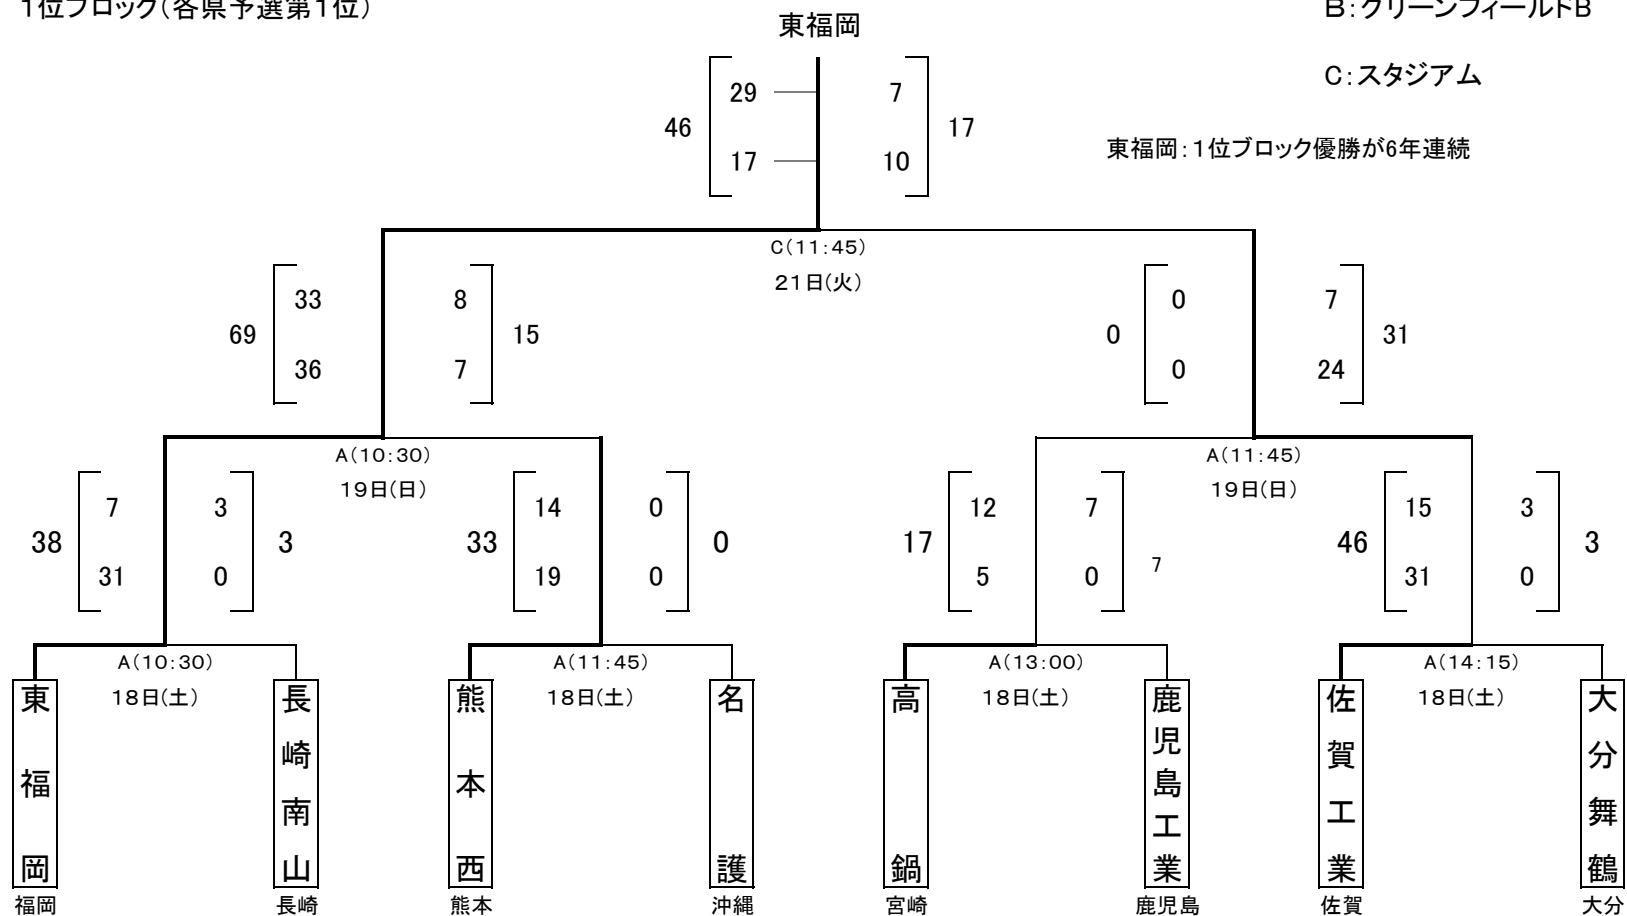 1位ブロック(各県予選第1位)
B:グリーンフィールドB
東福岡
C:スタジアム
46
29
17
7
10
17
東福岡:1位ブロック優勝が6年連続
C(11:45)
21日(火)
69
33
36
8
7
15
0
0
0
7
24
31
A(10:30)
19日(日)
A(11:45)
19日(日)
38
7
31
3
0
3
33
14
19
0
0
0
17
12
5
7
0
7
46
15
31
3
0
3
A(10:30)
18日(土)
A(11:45)
18日(土)
A(13:00)
18日(土)
A(14:15)
18日(土)
東福岡
長崎南山
熊本西
名護
高鍋
鹿児島工業
佐賀工業
大分舞鶴
福岡
長崎
熊本
沖縄
宮崎
鹿児島
佐賀
大分